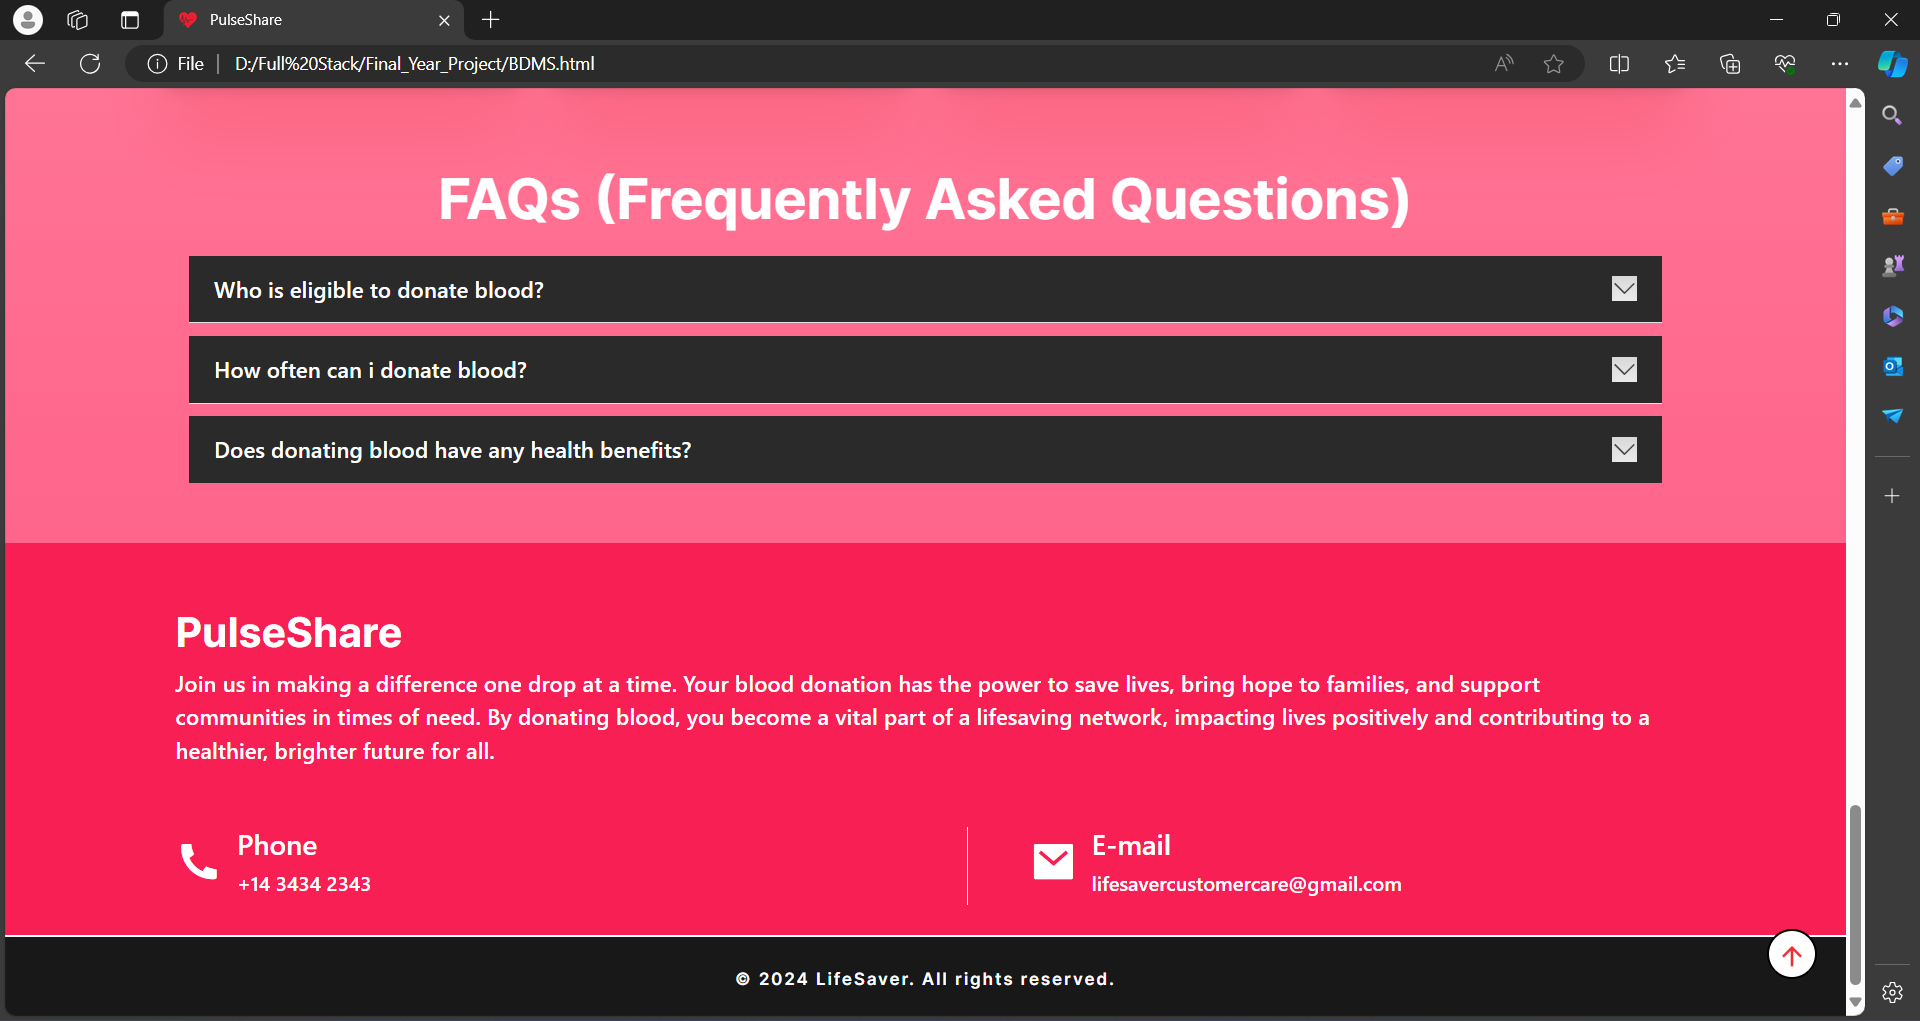 PulseShare
File
D:/Full%20Stack/Final_Year_Project/BDMS.html
FAQs (Frequently Asked Questions)
Who is eligible to donate blood?
How often can i donate blood?
Does donating blood have any health benefits?
PulseShare
Join us in making a difference one drop at a time. Your blood donation has the power to save lives, bring hope to families, and support
communities in times of need. By donating blood, you become a vital part of a lifesaving network, impacting lives positively and contributing to a
healthier, brighter future for all.
Phone
+14 3434 2343
E-mail
lifesavercustomercare@gmail.com
© 2024 LifeSaver. All rights reserved.